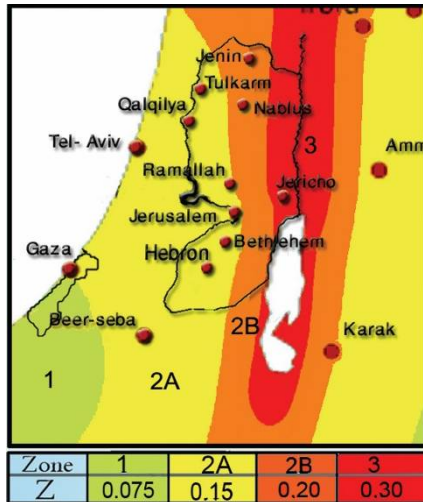 Jenin
Tulkarm
Qalqilya
Nablus
Tel- Aviv
3
Amm
Ramallah
Jericho
Jerusalem
Gaza
Hebron
Bethlehem
Beer-seba
2B
Karak
1
2A
Zone 1 2A 2B 3
Z 0.075 0.15 0.20 0.30